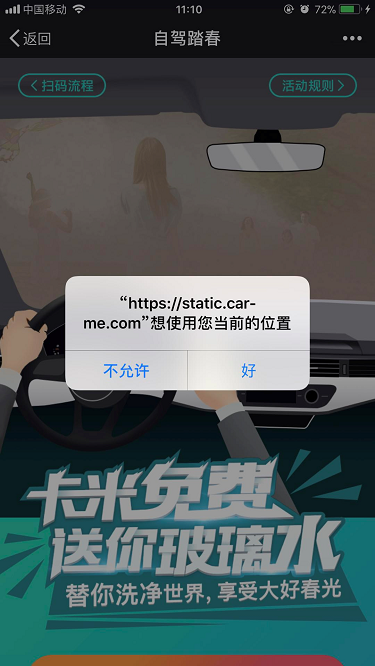 中国移动 11:10 72%
返回 自驾踏春
扫码流程 活动规则
“https://static.car-
me.com”想使用您当前的位置
不允许 好
卡米免费
送你玻璃水
替你洗净世界，享受大好春光